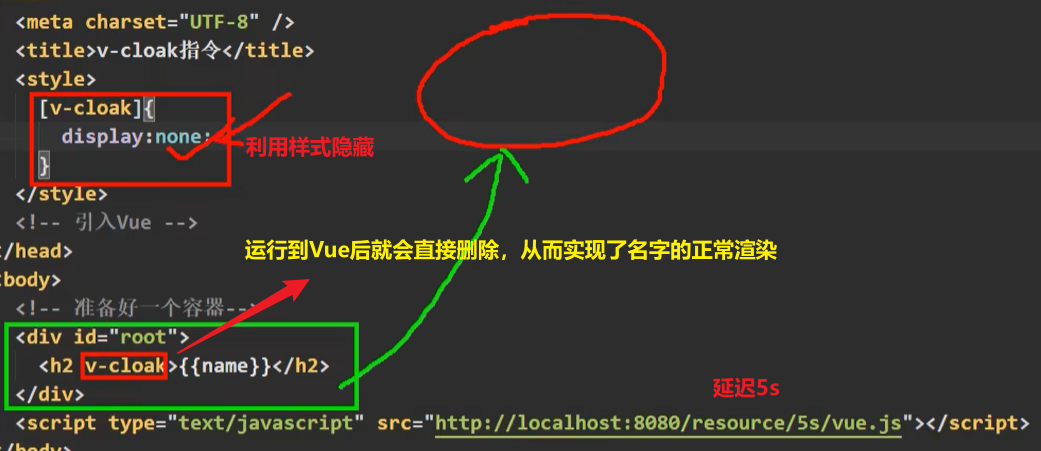 <meta charset="UTF-8" />
<title>v-cloak指令</title>
<style>
[v-cloak]{
display:none;
利用样式隐藏
}
</style>
<!-- 引入Vue -->
</head>
运行到Vue后就会直接删除，从而实现了名字的正常渲染
<body>
<!-- 准备好一个容器-->
<div id="root">
<h2 v-cloak>{{name}}</h2>
</div>
延迟5s
<script type="text/javascript" src="http://localhost:8080/resource/5s/vue.js"></script>
</body>